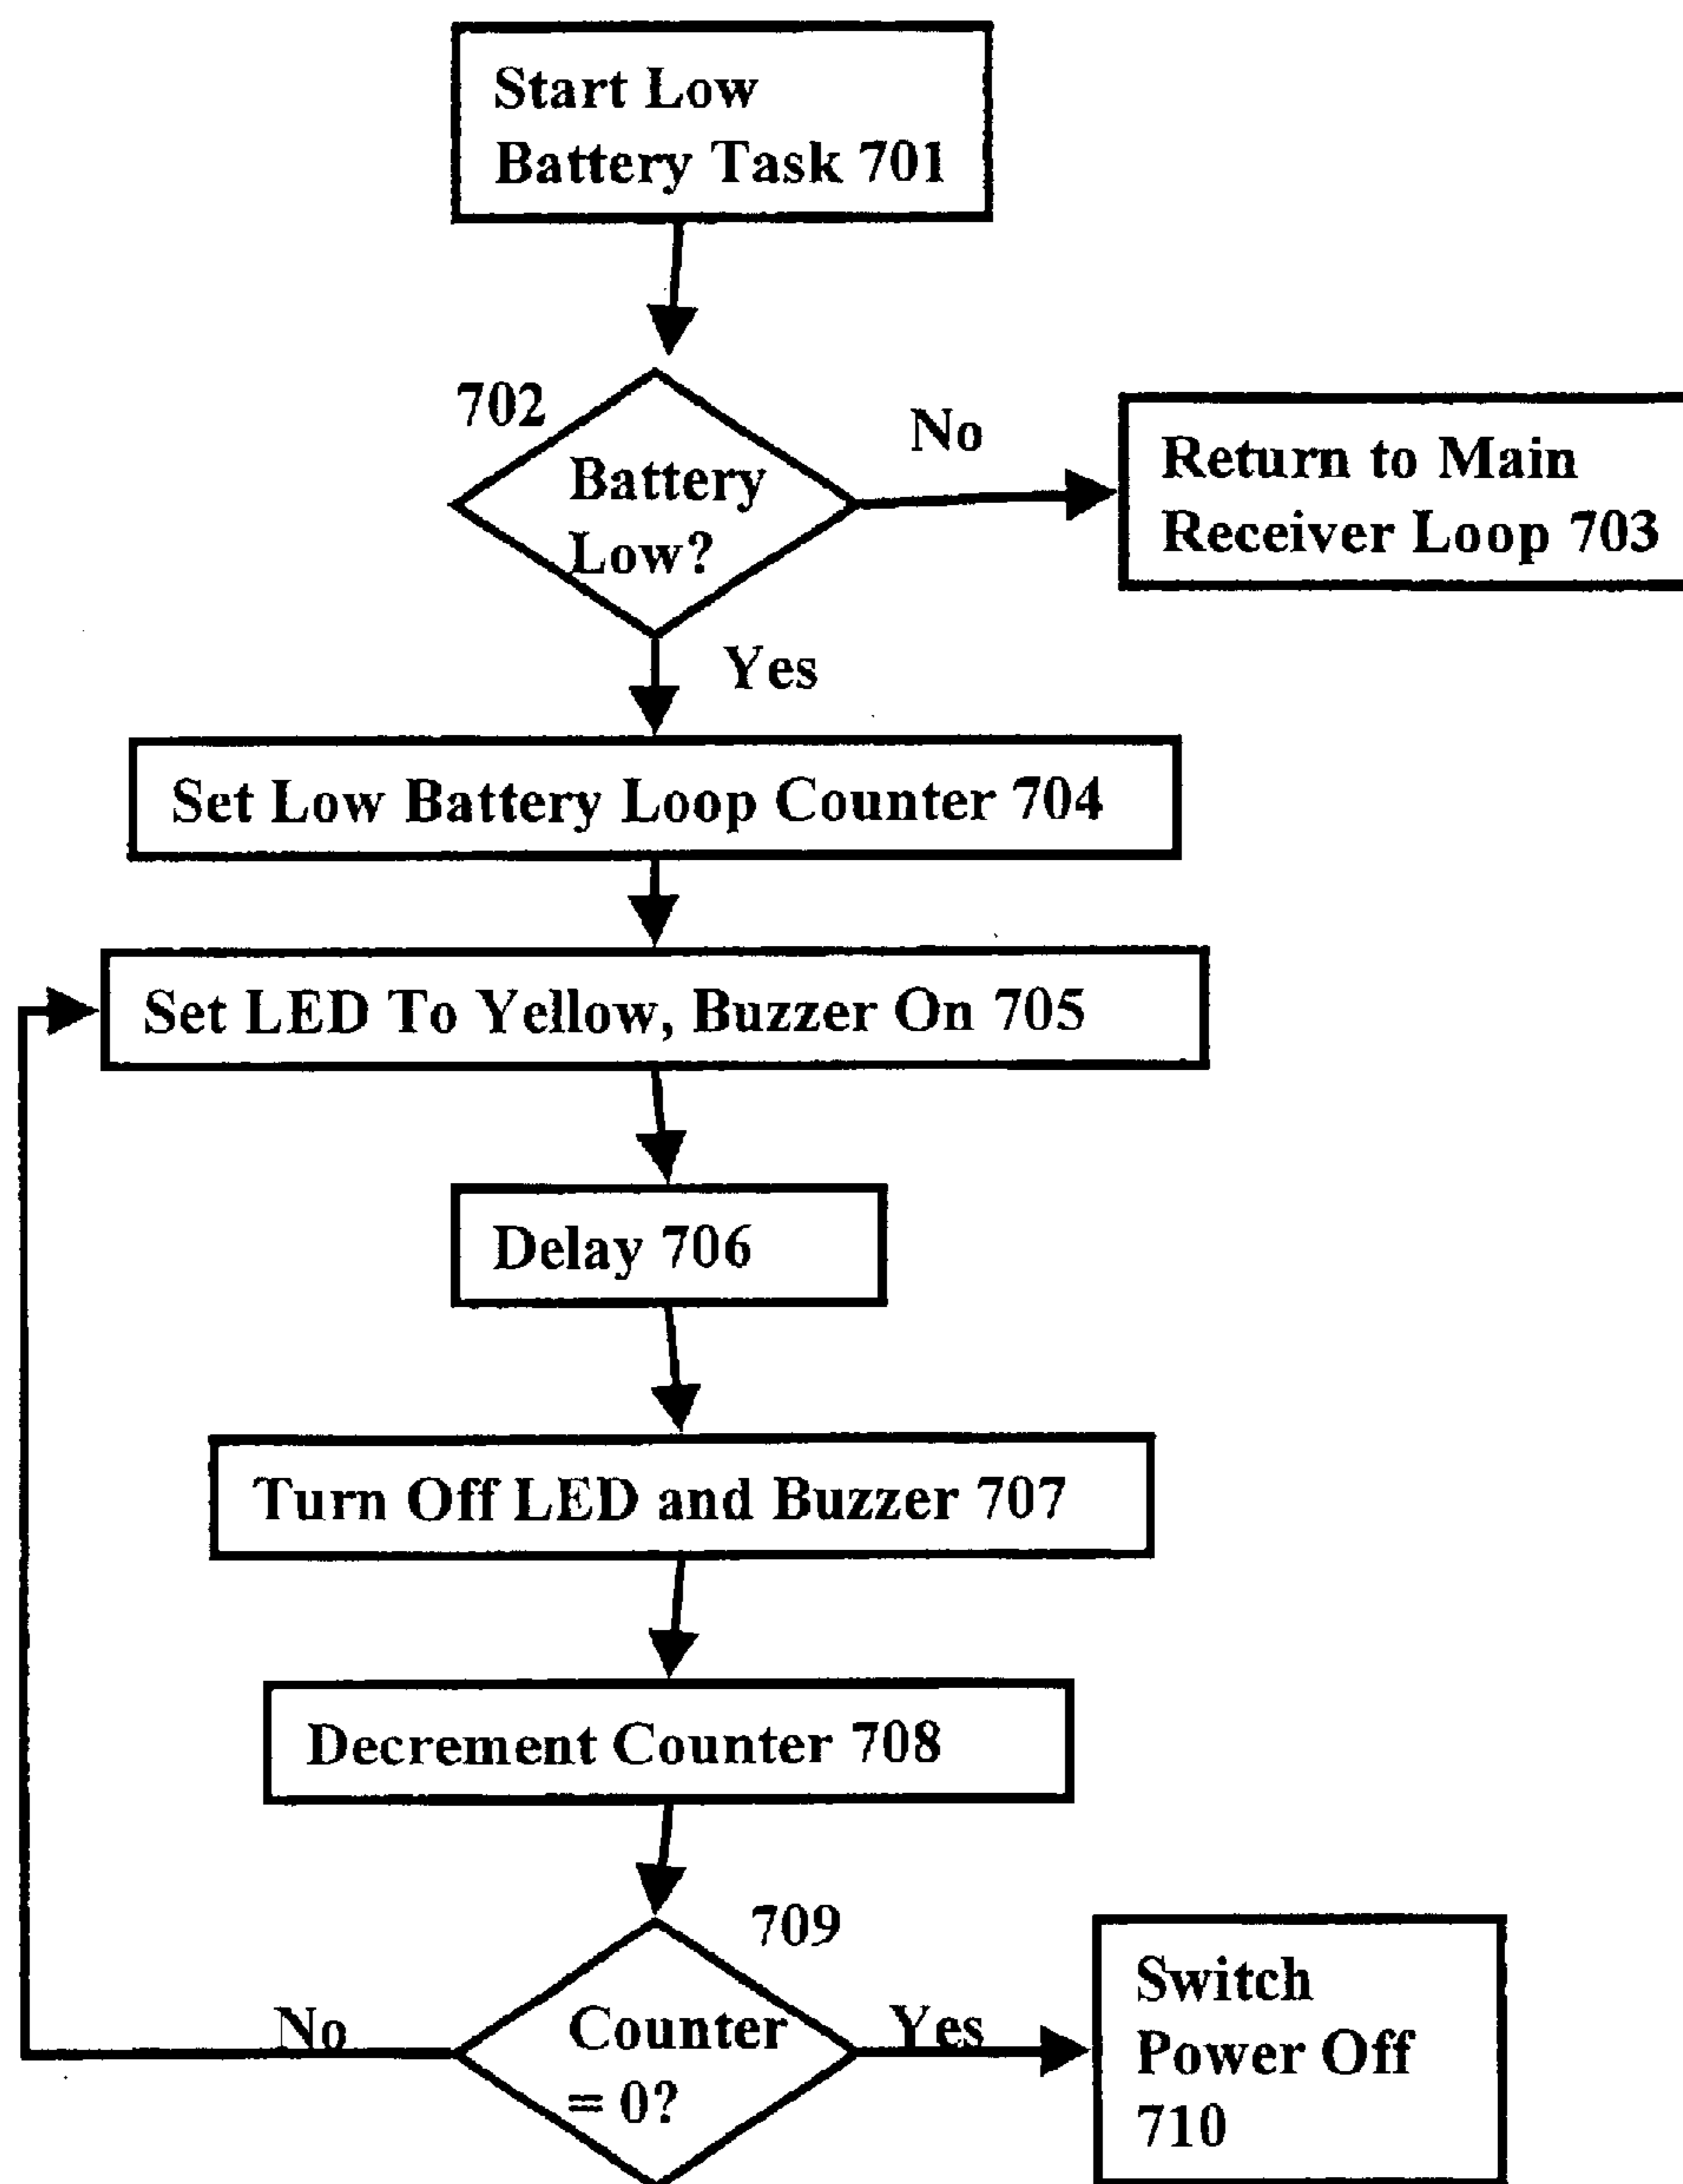 Start Low
Battery Task 701
702
Battery
Low?
No
Return to Main
Receiver Loop 703
Yes
Set Low Battery Loop Counter 704
Set LED To Yellow, Buzzer On 705
Delay 706
Turn Off LED and Buzzer 707
Decrement Counter 708
709
No
Counter
= 0?
Yes
Switch
Power Off
710